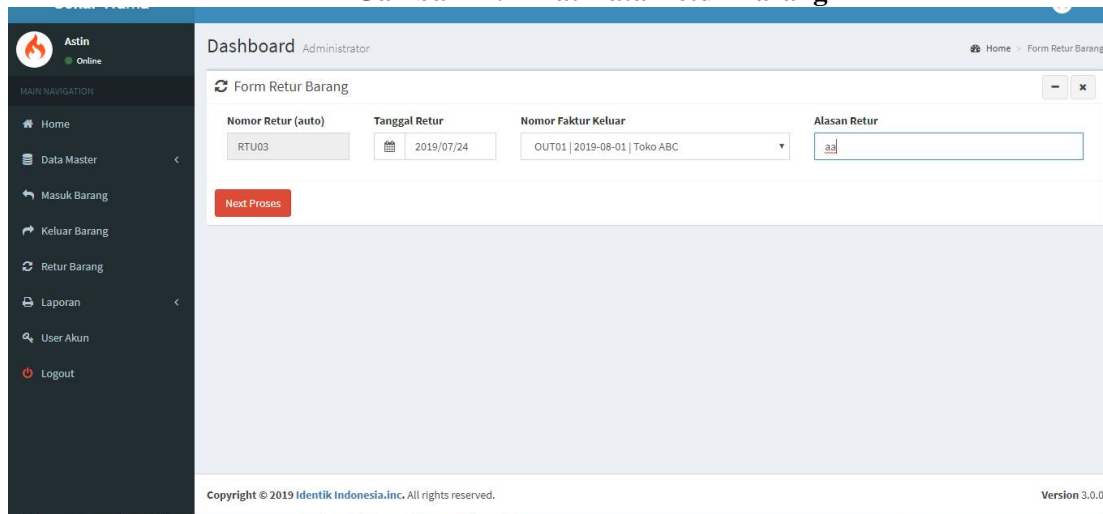 Astin
Online
MAIN NAVIGATION
Home
Data Master
Masuk Barang
Keluar Barang
Retur Barang
Laporan
User Akun
Logout
Dashboard Administrator
Home > Form Retur Barang
Form Retur Barang
Nomor Retur (auto) Tanggal Retur Nomor Faktur Keluar Alasan Retur
RTU03 2019/07/24 OUT01 | 2019-08-01 | Toko ABC aa
Next Proses
Copyright © 2019 Identik Indonesia.inc. All rights reserved. Version 3.0.0